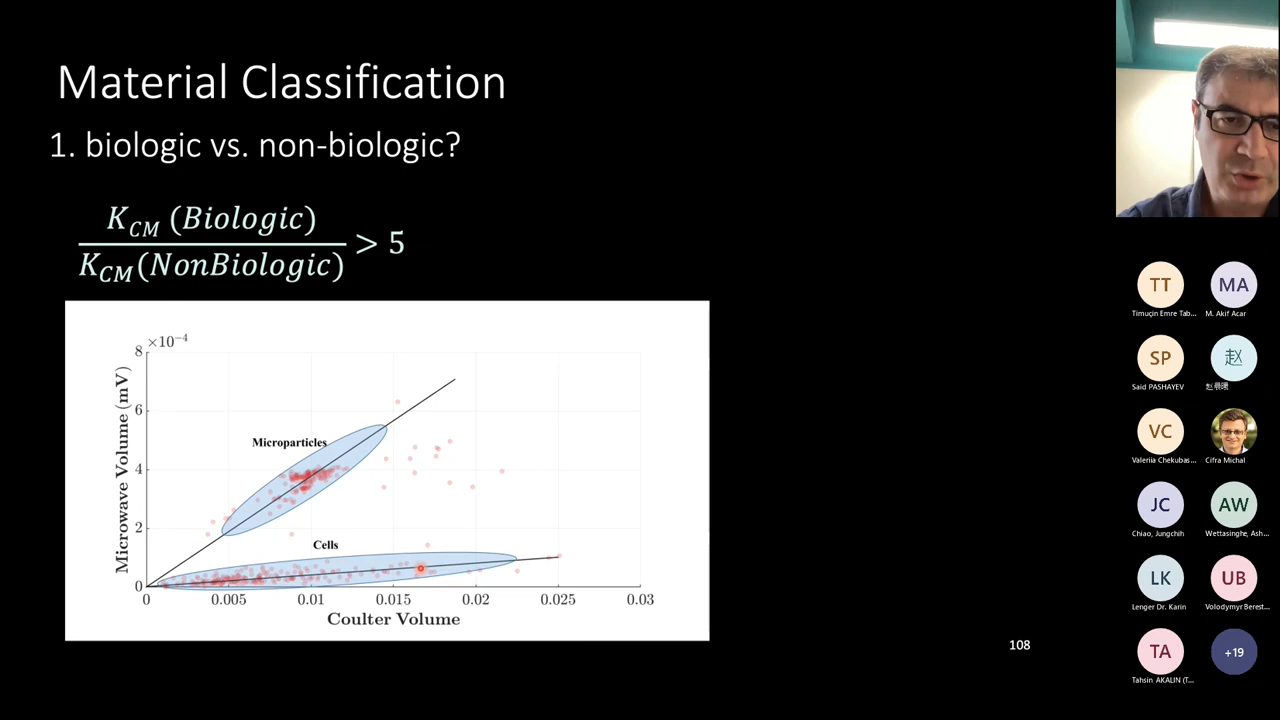 Material Classification
1. biologic vs. non-biologic?
K_CM (Biologic)
K_CM(NonBiologic)
> 5
×10⁻⁴
8
6
4
2
0
Microwave Volume (mV)
Microparticles
Cells
0 0.005 0.01 0.015 0.02 0.025 0.03
Coulter Volume
108
TT MA
Timuçin Emre Tab... M. Akif Acar
SP 赵
Said PASHAYEV 赵晨曦
VC
Valeriia Chekubas... Cifra Michal
JC AW
Chiao, Jungchih Wettasinghe, Ash...
LK UB
Lenger Dr. Karin Volodymyr Berest...
TA +19
Tahsin AKALIN (T...